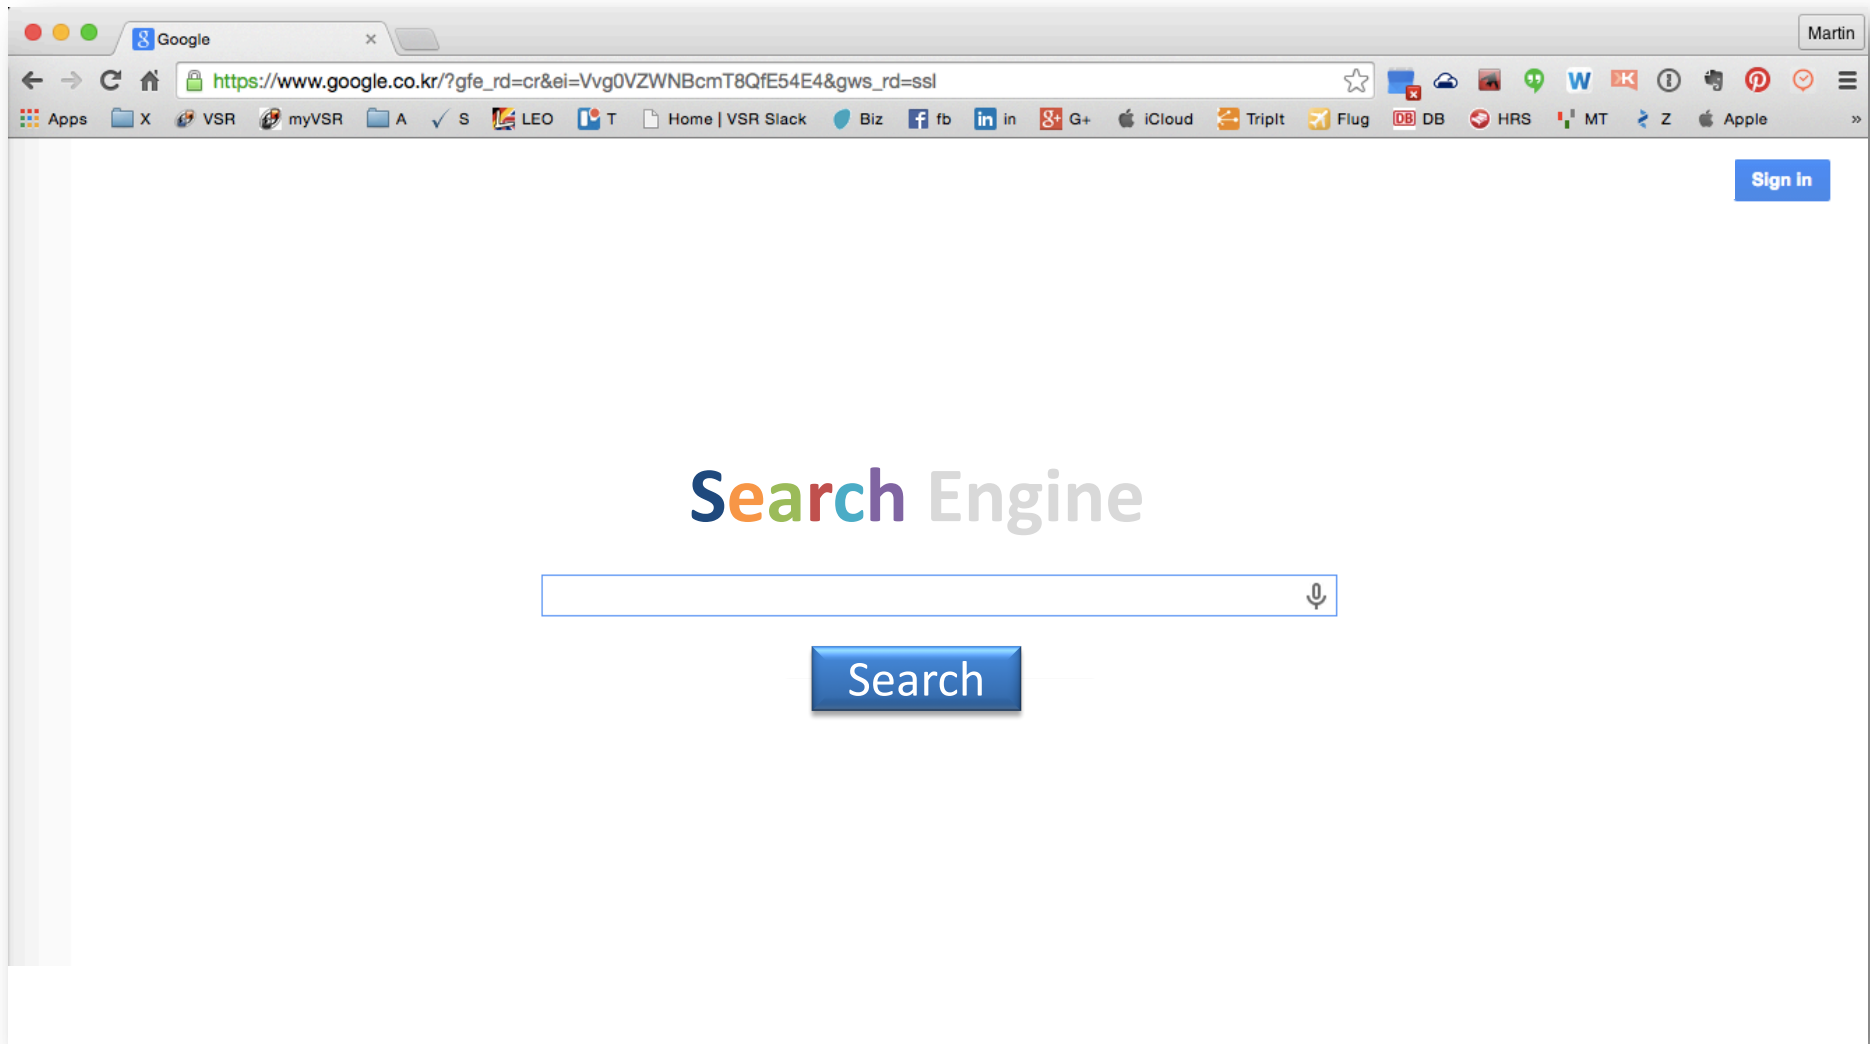 Google
Martin
https://www.google.co.kr/?gfe_rd=cr&ei=Vvg0VZWNBcmT8QfE54E4&gws_rd=ssl
Apps X VSR myVSR A S LEO T Home | VSR Slack Biz fb in G+ iCloud TripIt Flug DB DB HRS MT Z Apple »
Sign in
Search Engine
Search